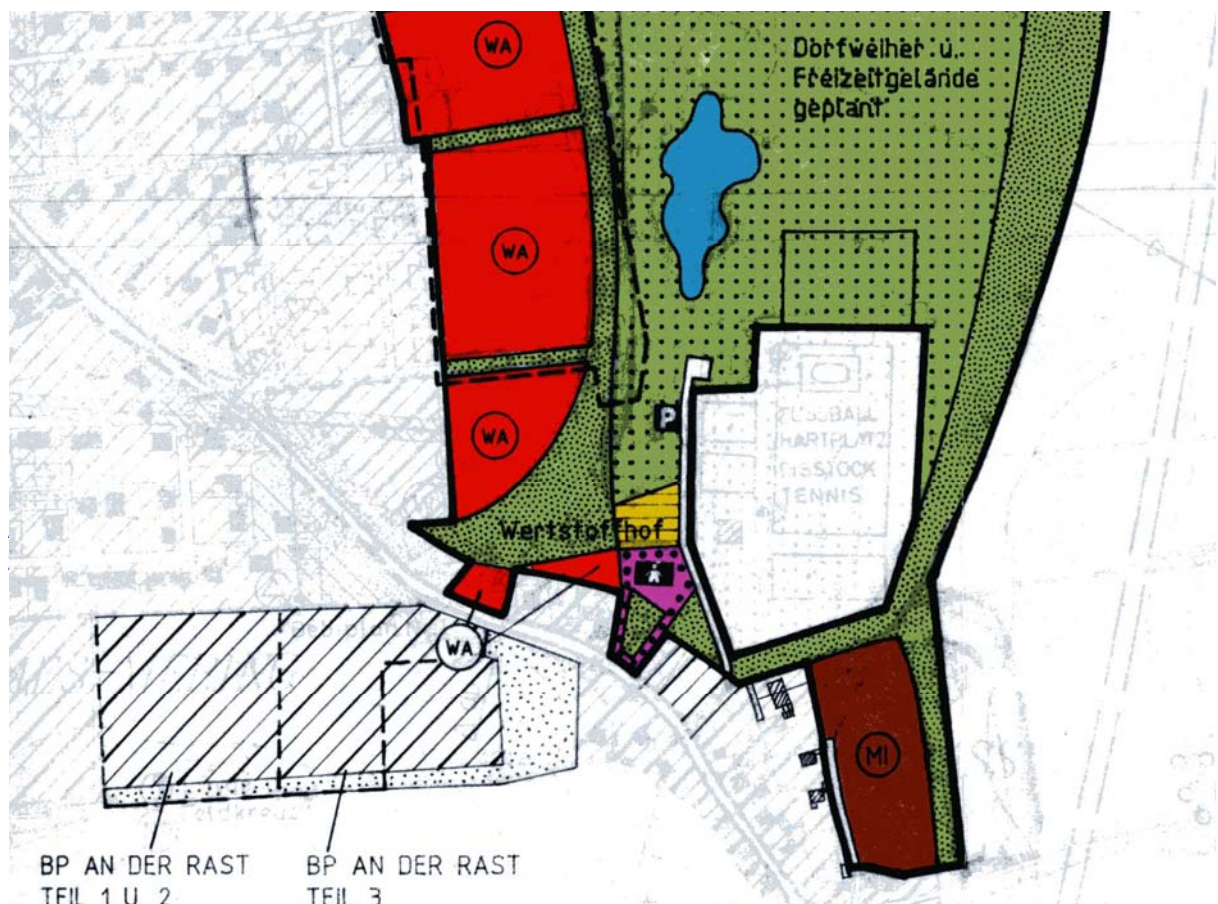 WA
Dorfweiher u.
Freizeitgelände
geplant
WA
WA
P
FUSSBALL
HARTPLATZ
EISSTOCK
TENNIS
Wertstoffhof
WA
MI
BP AN DER RAST
TEIL 1 U. 2
BP AN DER RAST
TEIL 3